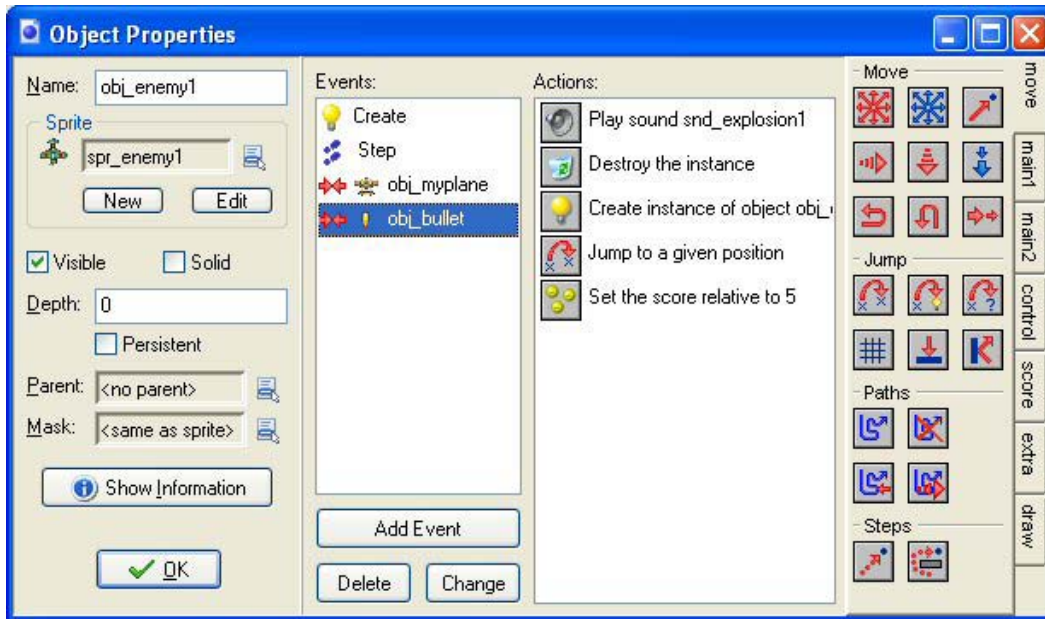 Object Properties
Name: obj_enemy1
Sprite
spr_enemy1
New Edit
Visible Solid
Depth: 0
Persistent
Parent: <no parent>
Mask: <same as sprite>
Show Information
OK
Events:
Create
Step
obj_myplane
obj_bullet
Add Event
Delete Change
Actions:
Play sound snd_explosion1
Destroy the instance
Create instance of object obj_
Jump to a given position
Set the score relative to 5
Move
Jump
Paths
Steps
move
main1
main2
control
score
extra
draw